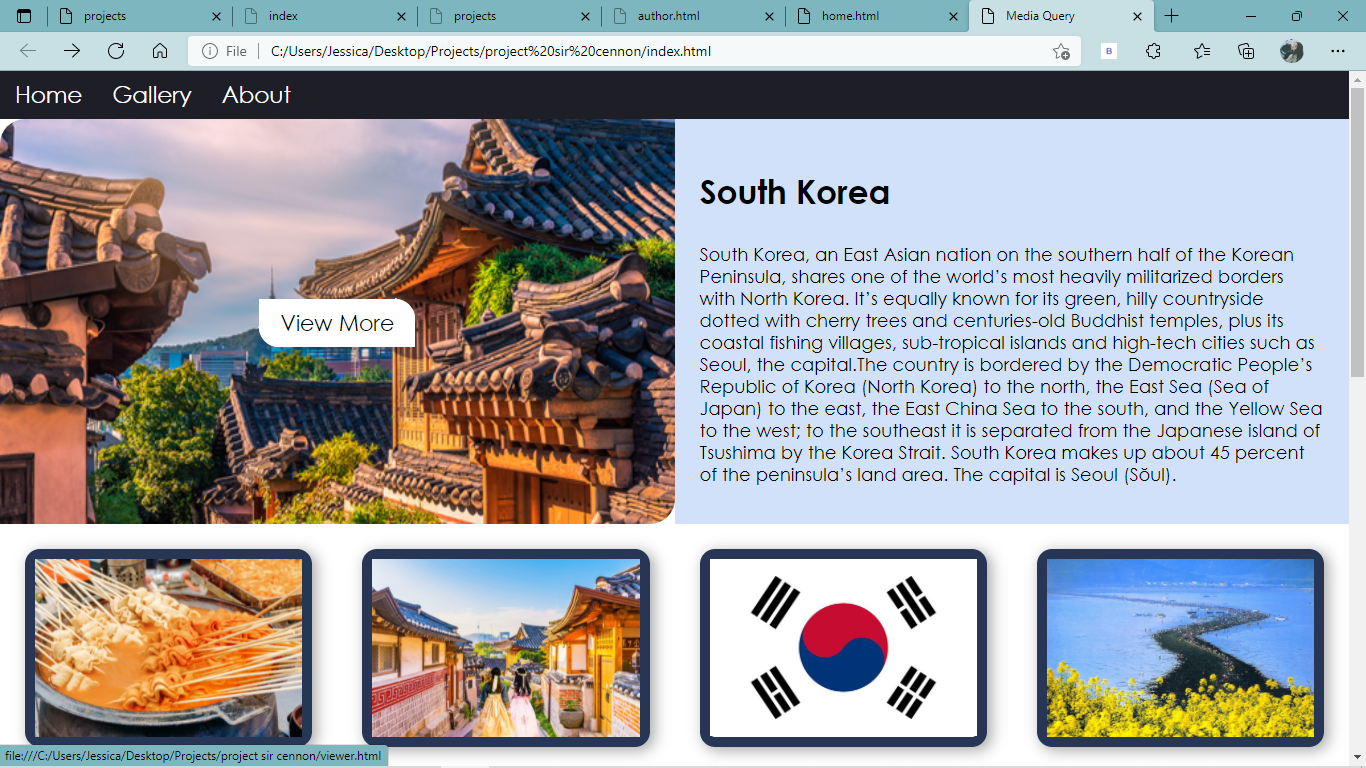 projects
index
projects
author.html
home.html
Media Query
File
C:/Users/Jessica/Desktop/Projects/project%20sir%20cennon/index.html
B
Home Gallery About
View More
South Korea
South Korea, an East Asian nation on the southern half of the Korean
Peninsula, shares one of the world’s most heavily militarized borders
with North Korea. It’s equally known for its green, hilly countryside
dotted with cherry trees and centuries-old Buddhist temples, plus its
coastal fishing villages, sub-tropical islands and high-tech cities such as
Seoul, the capital.The country is bordered by the Democratic People’s
Republic of Korea (North Korea) to the north, the East Sea (Sea of
Japan) to the east, the East China Sea to the south, and the Yellow Sea
to the west; to the southeast it is separated from the Japanese island of
Tsushima by the Korea Strait. South Korea makes up about 45 percent
of the peninsula’s land area. The capital is Seoul (Sŏul).
file:///C:/Users/Jessica/Desktop/Projects/project sir cennon/viewer.html